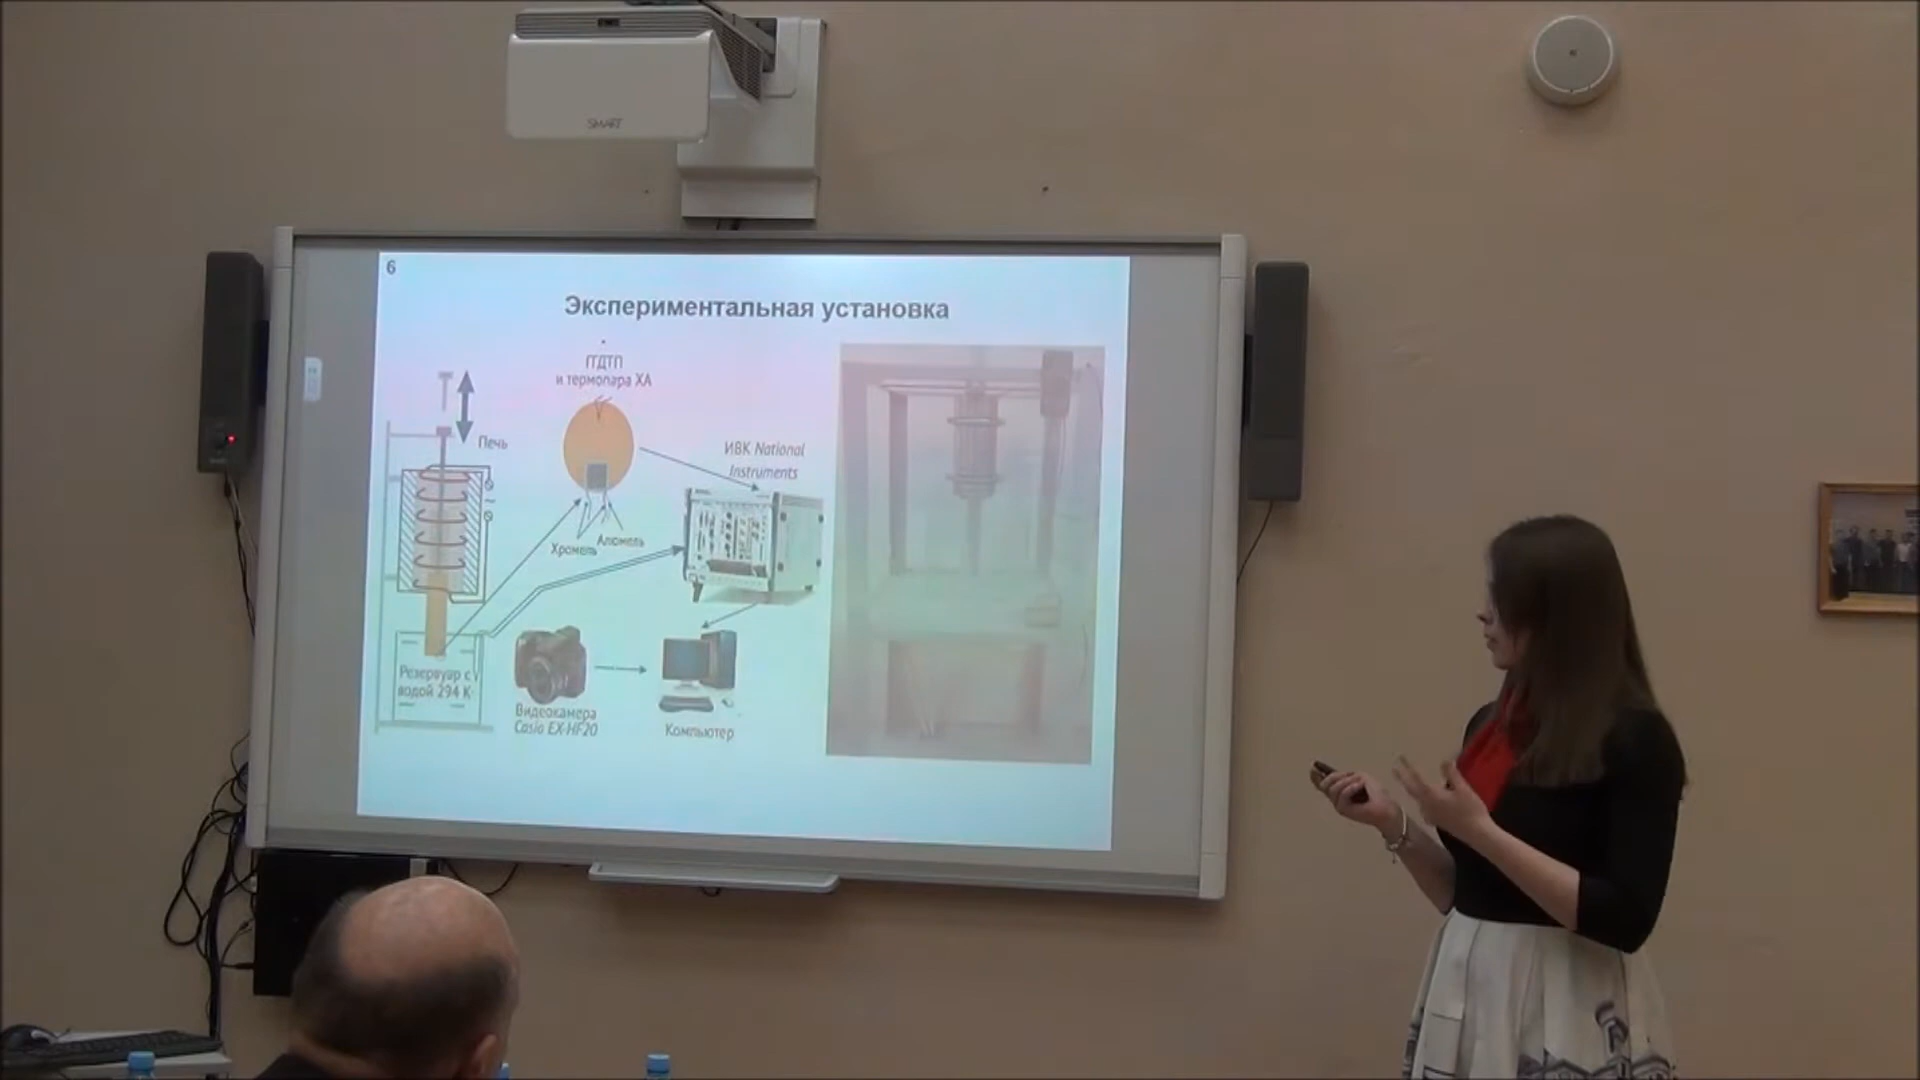 SMART
6
Экспериментальная установка
ГГДТП
и термопара ХА
Печь
ИВК National
Instruments
Хромель
Алюмель
Резервуар с
водой 294 К
Видеокамера
Casio EX-HF20
Компьютер